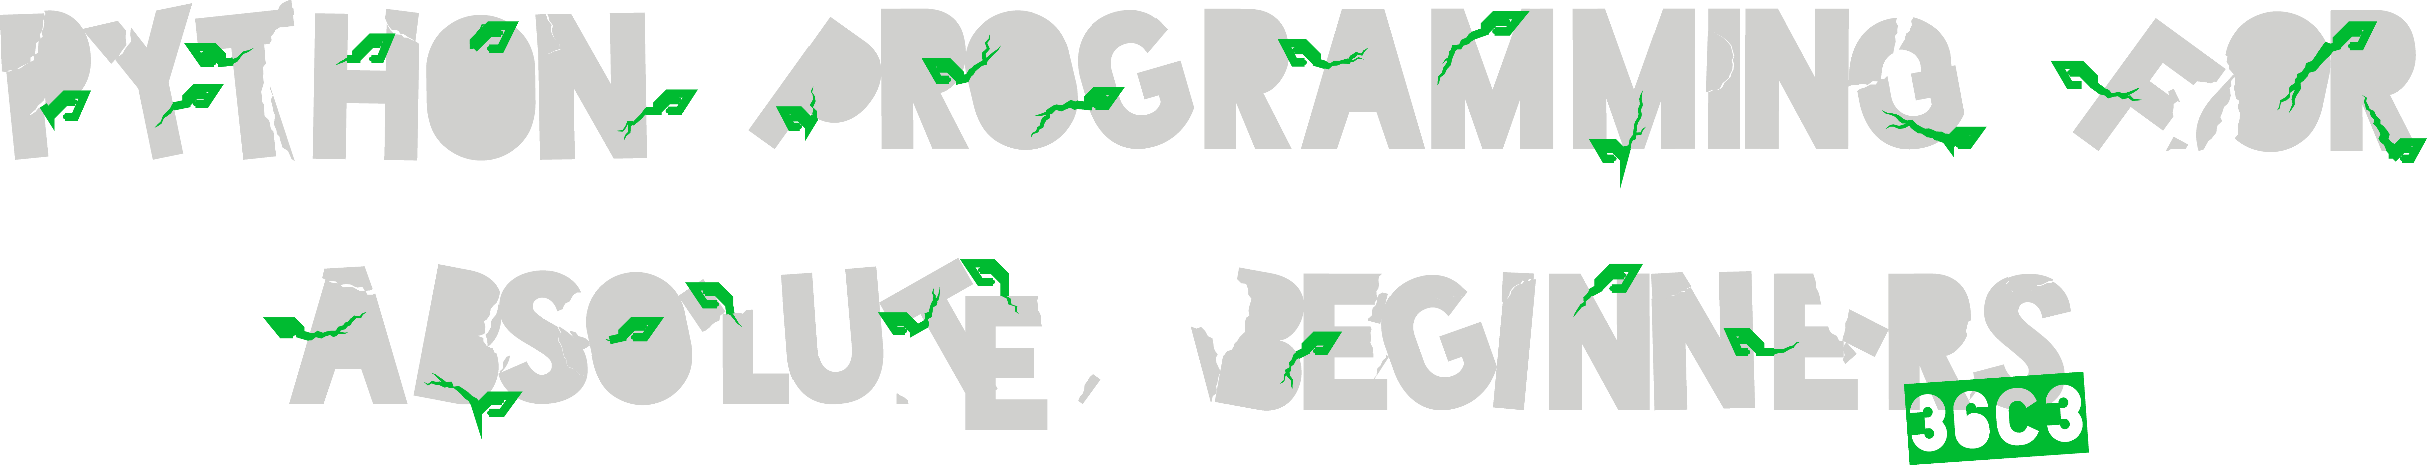 PYTHON PROGRAMMING FOR
ABSOLUTE BEGINNERS
36C3